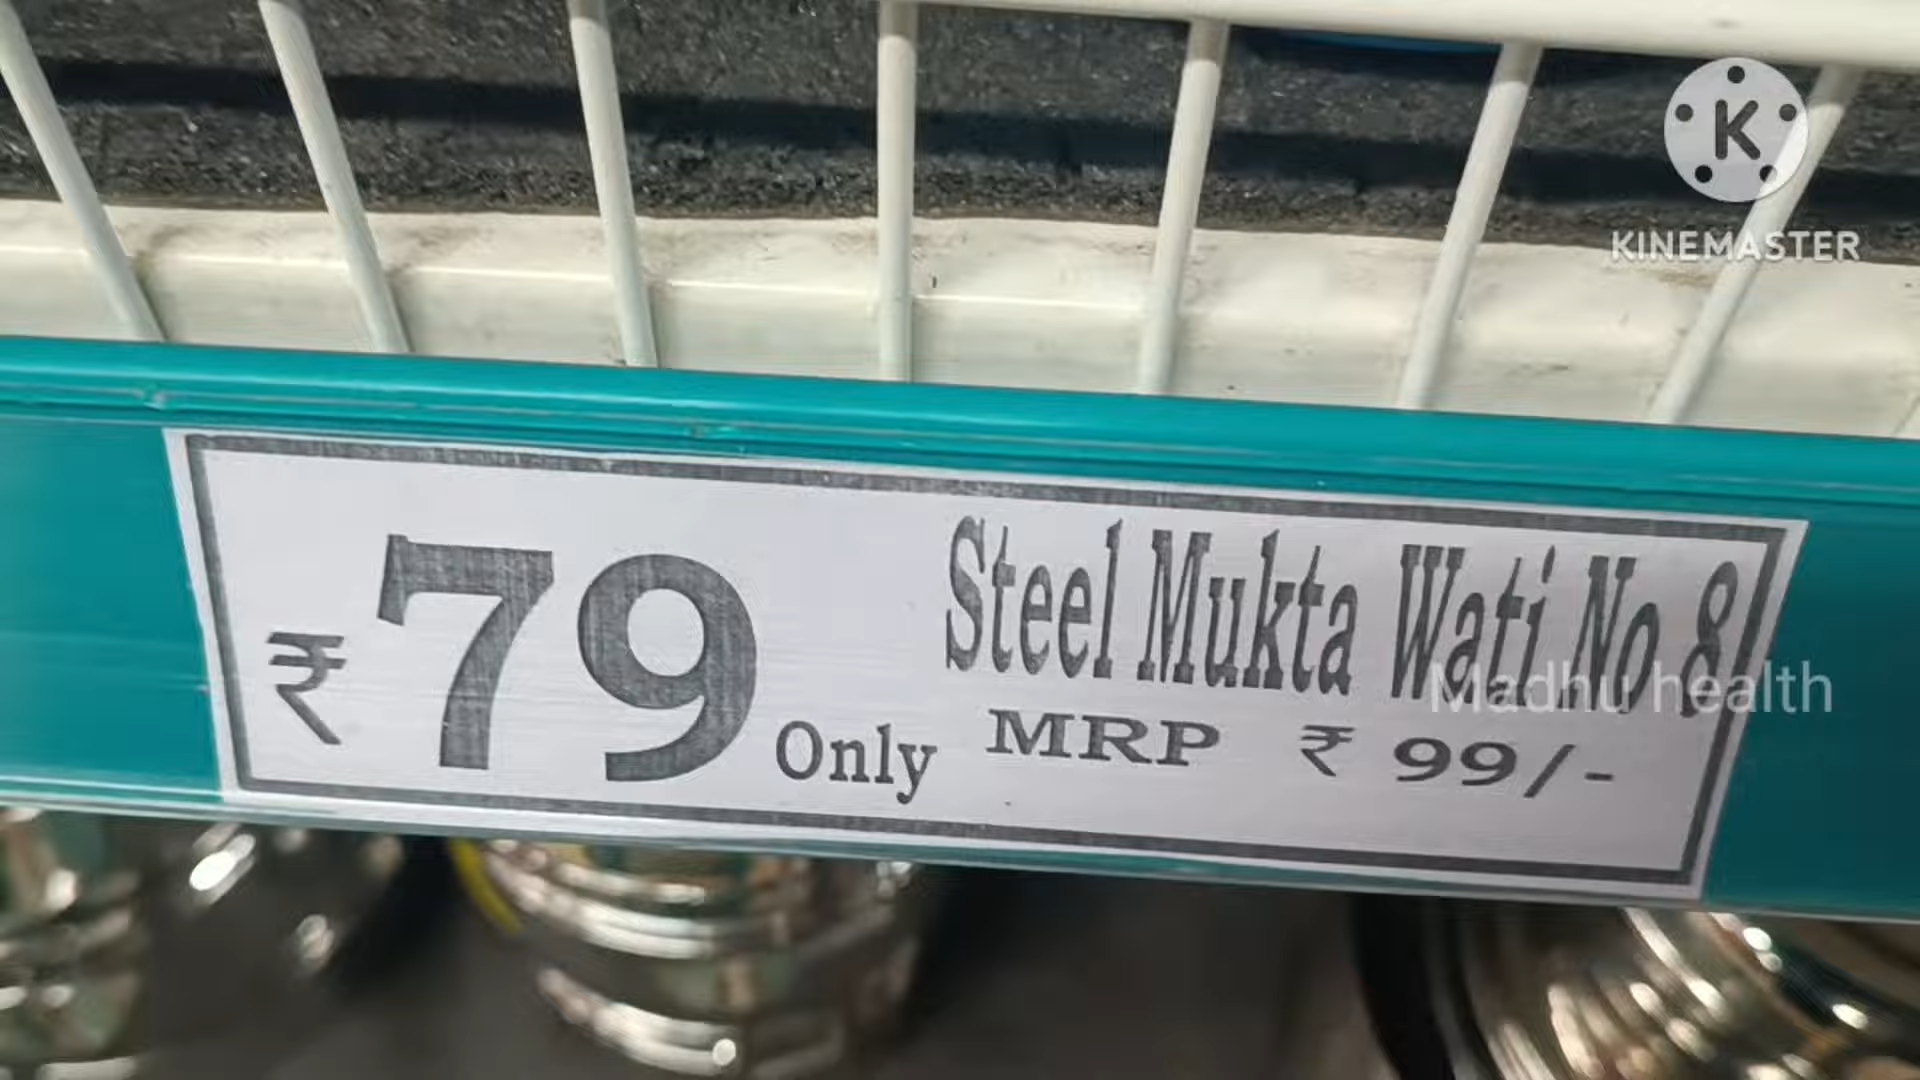 K
KINEMASTER
₹ 79 Only
Steel Mukta Wati No 8
MRP ₹ 99/-
Madhu health